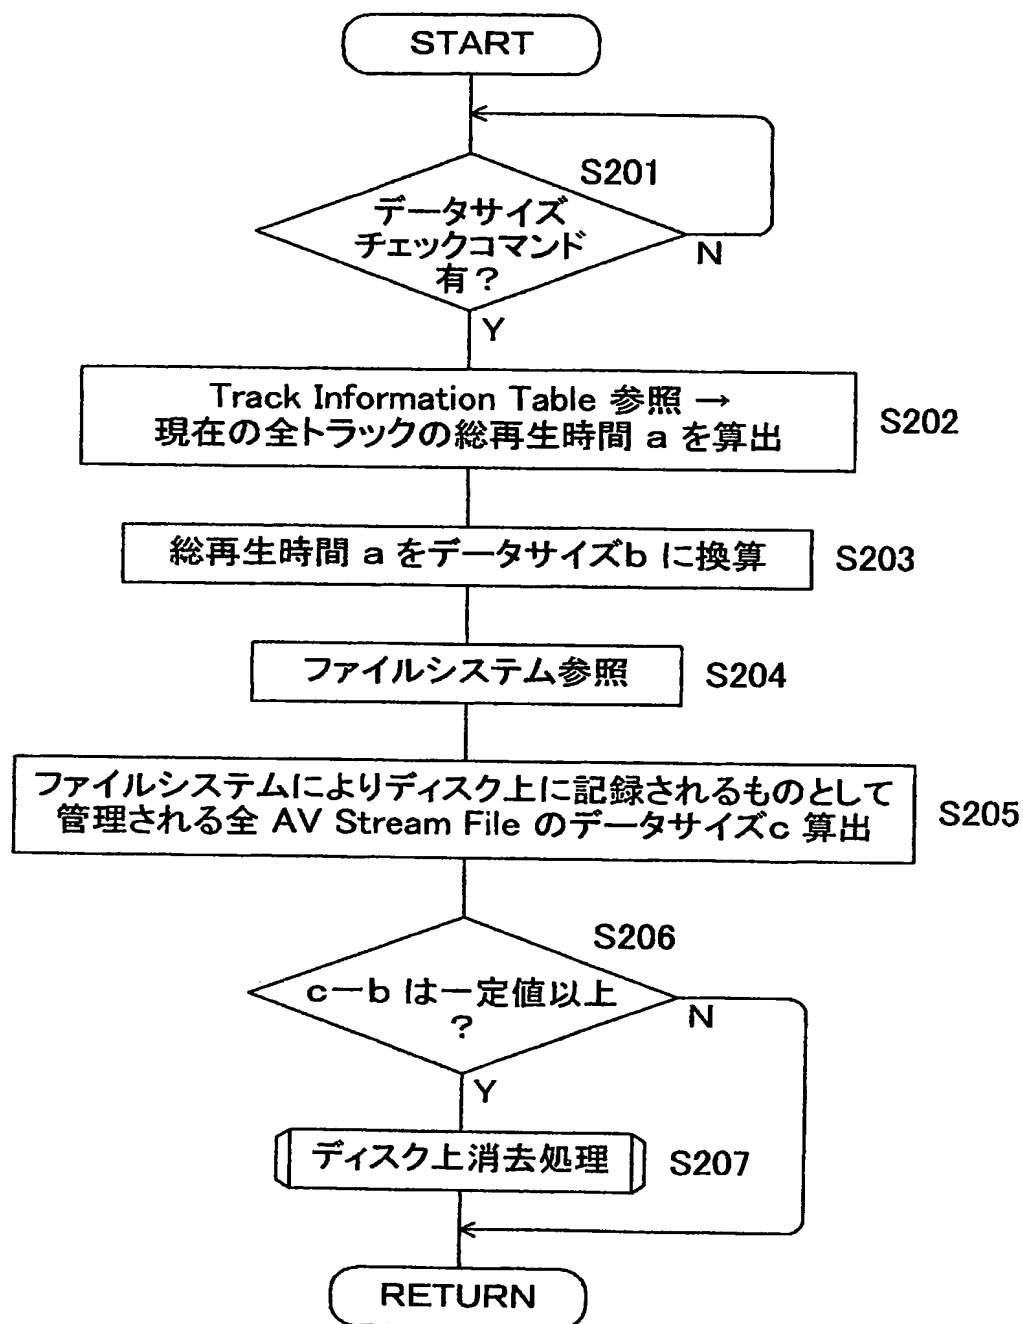 START
S201
データサイズ
チェックコマンド
有？
N
Y
Track Information Table 参照 →
現在の全トラックの総再生時間 a を算出
S202
総再生時間 a をデータサイズb に換算
S203
ファイルシステム参照
S204
ファイルシステムによりディスク上に記録されるものとして
管理される全 AV Stream File のデータサイズc 算出
S205
S206
c－b は一定値以上
？
N
Y
ディスク上消去処理
S207
RETURN